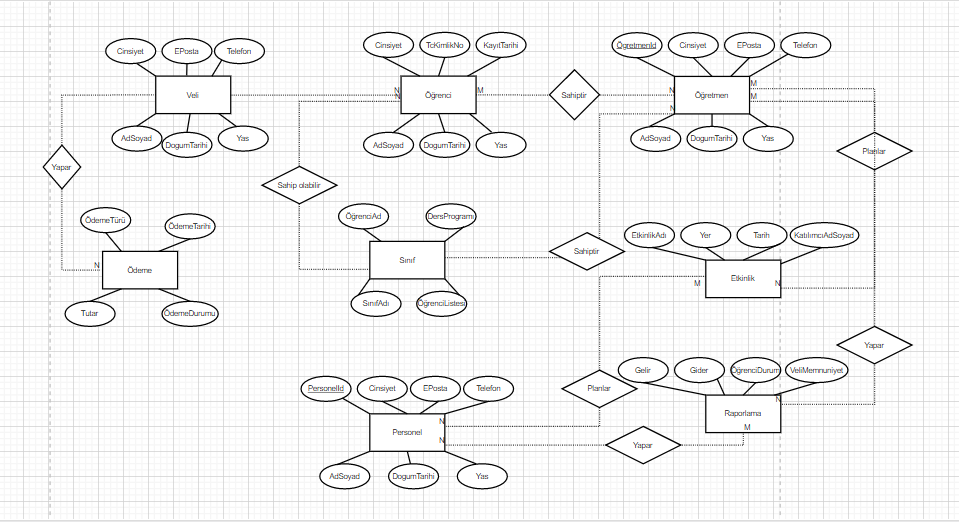 Cinsiyet
EPosta
Telefon
Veli
AdSoyad
DogumTarihi
Yas
Cinsiyet
TcKimlikNo
KayıtTarihi
N
N
Öğrenci
M
AdSoyad
DogumTarihi
Yas
Sahiptir
ÖgretmenId
Cinsiyet
EPosta
Telefon
N
N
Öğretmen
M
M
AdSoyad
DogumTarihi
Yas
Planlar
Yapar
Sahip olabilir
ÖdemeTürü
ÖdemeTarihi
N
Ödeme
Tutar
ÖdemeDurumu
ÖğrenciAd
DersProgramı
Sınıf
SınıfAdı
ÖğrenciListesi
Sahiptir
EtkinlikAdı
Yer
Tarih
KatılımcıAdSoyad
M
Etkinlik
N
Yapar
Planlar
Gelir
Gider
ÖğrenciDurum
VeliMemnuniyet
Raporlama
N
M
PersonelId
Cinsiyet
EPosta
Telefon
Personel
N
N
AdSoyad
DogumTarihi
Yas
Yapar